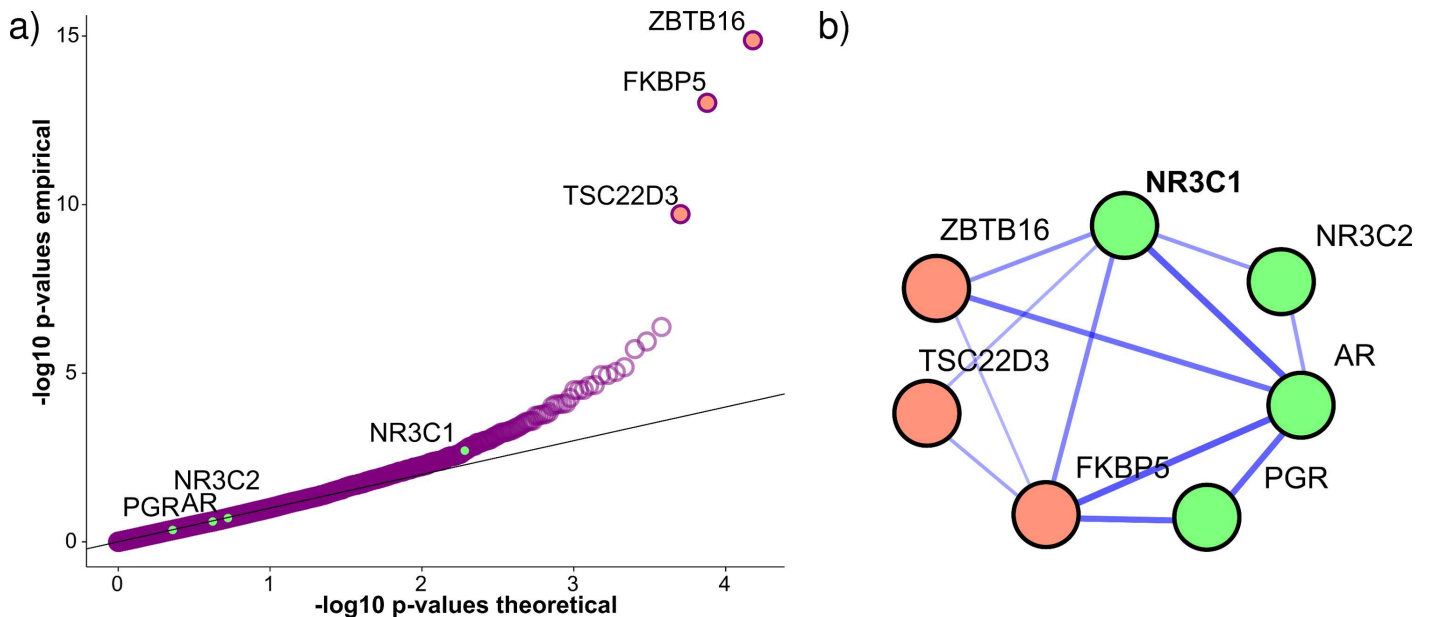 a)
-log10 p-values empirical
15
10
5
0
ZBTB16
FKBP5
TSC22D3
NR3C1
NR3C2
PGR
AR
0
1
2
3
4
-log10 p-values theoretical
b)
NR3C1
ZBTB16
NR3C2
TSC22D3
AR
FKBP5
PGR